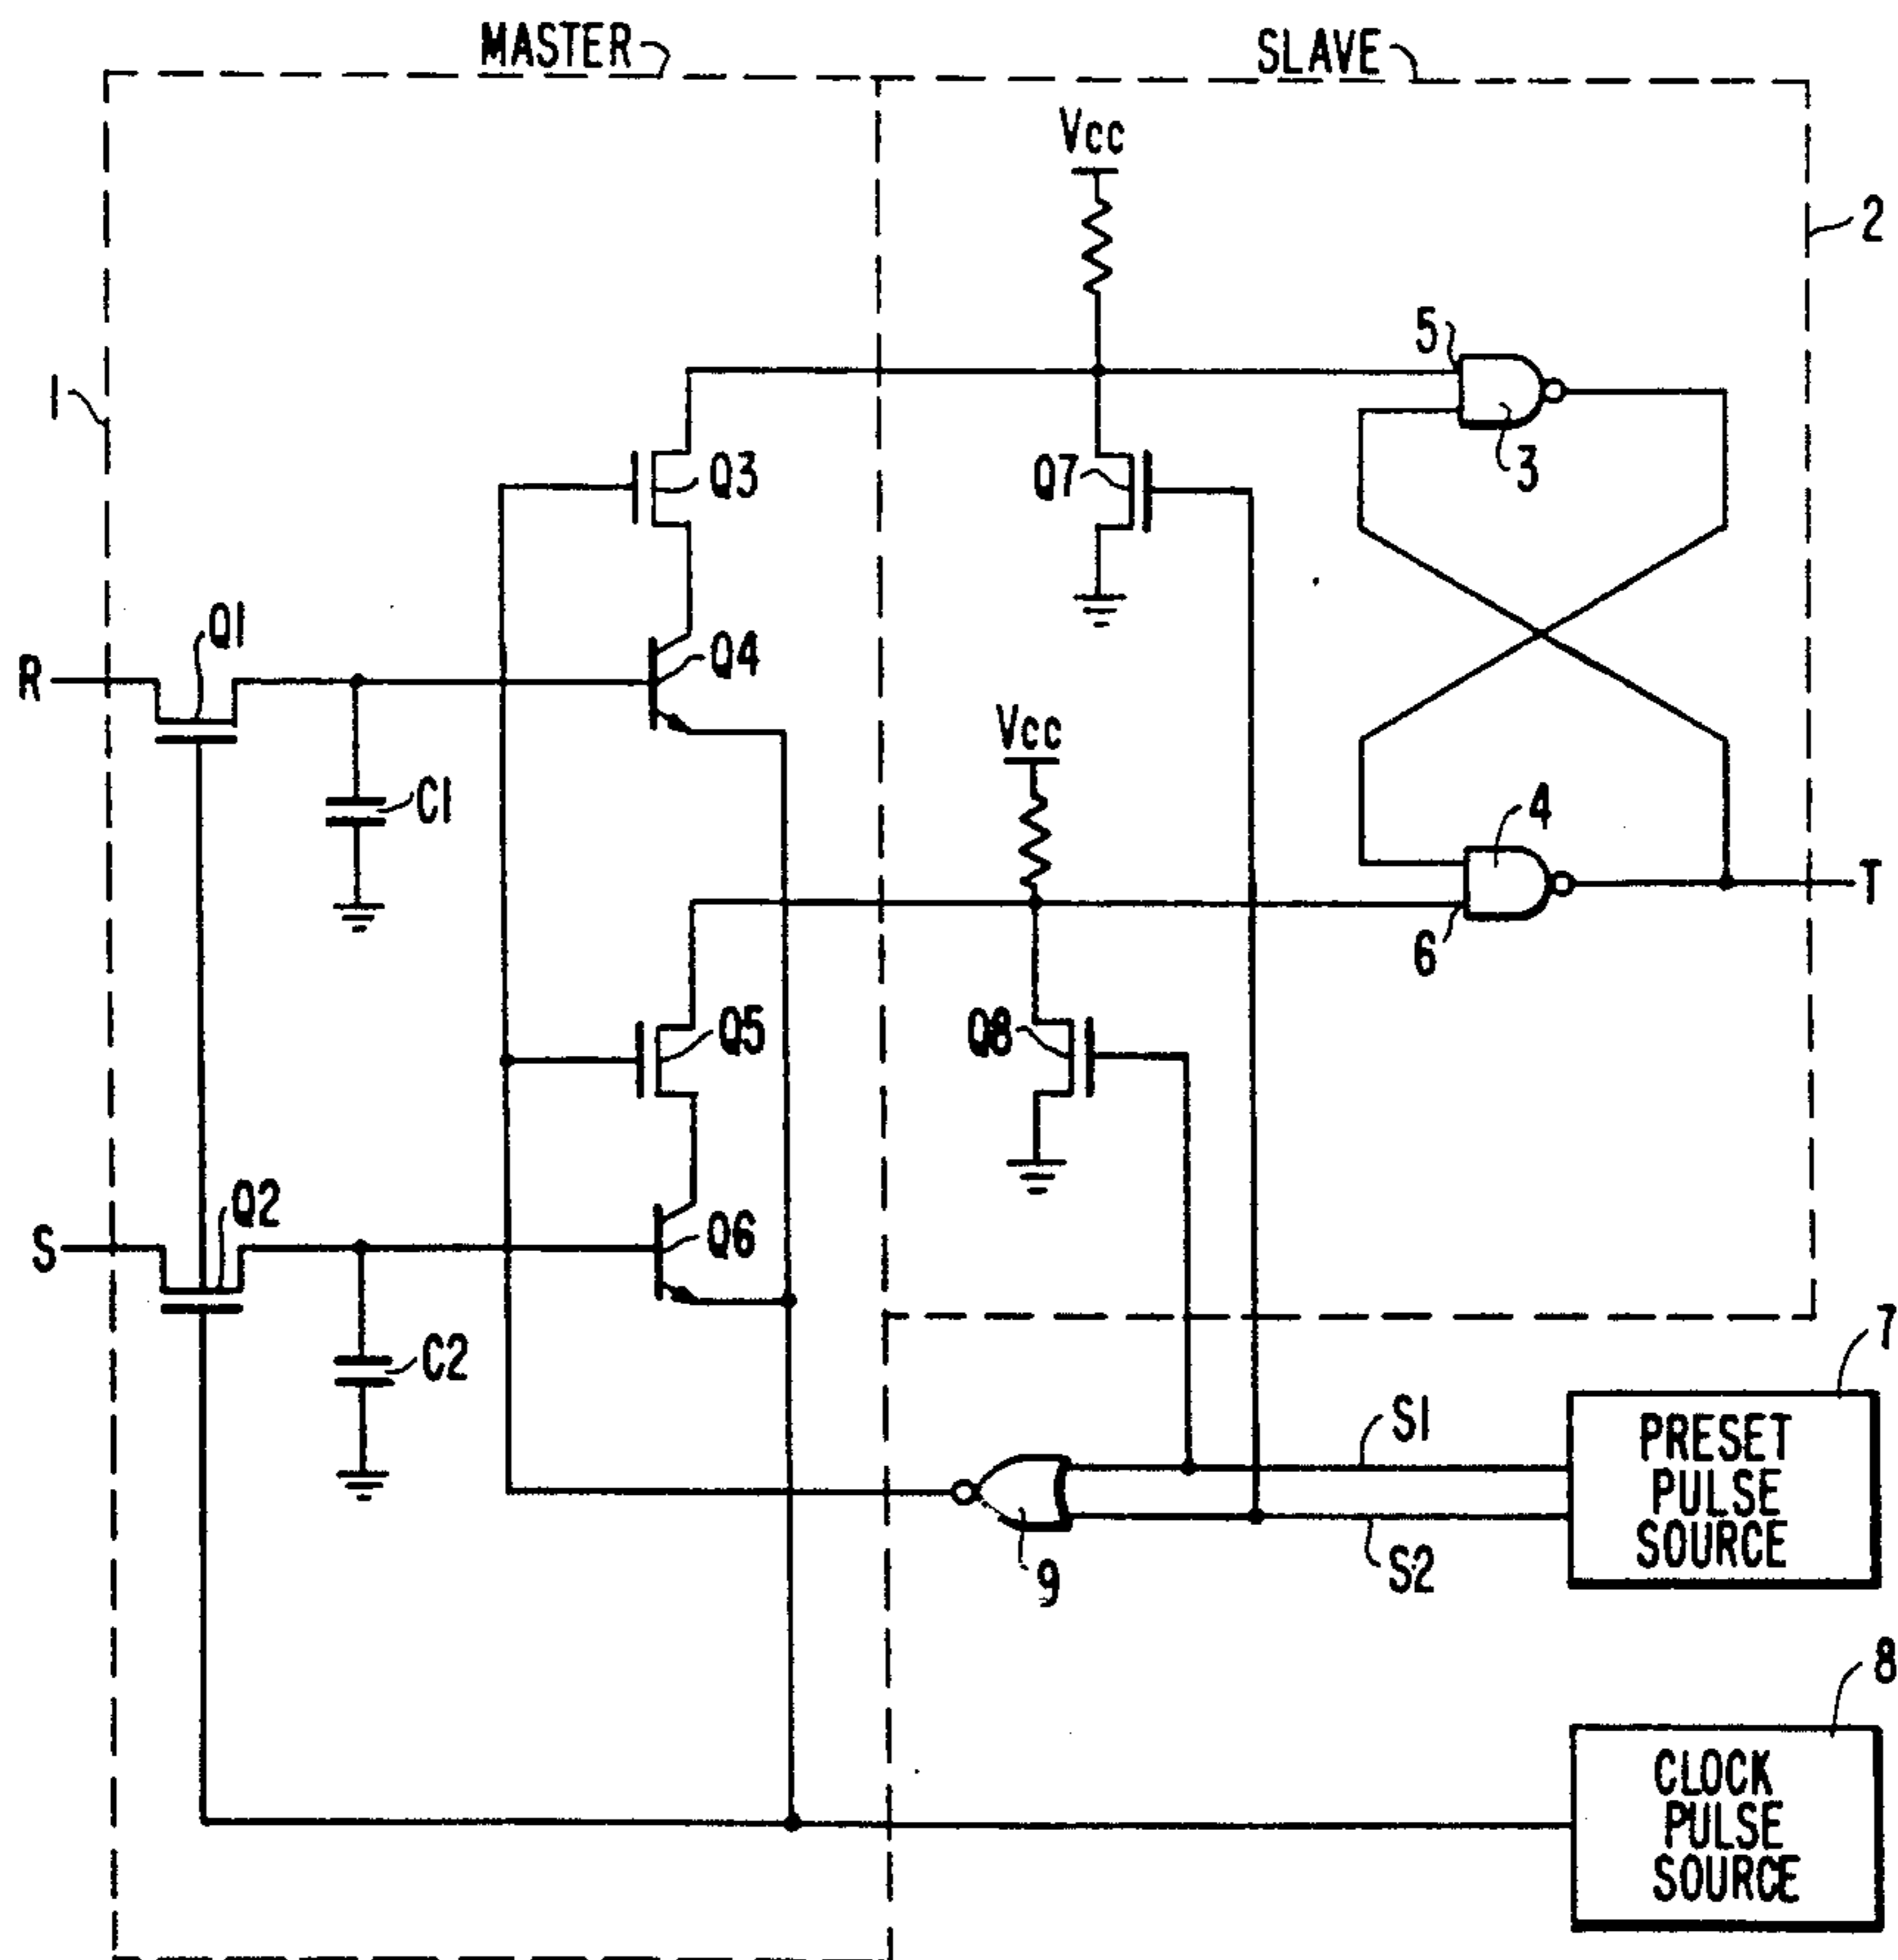 MASTER
SLAVE
Vcc
2
5
1
3
Q3
Q7
Q1
R
Q4
Vcc
C1
4
T
6
Q5
Q8
Q2
S
Q6
C2
7
S1
PRESET
PULSE
SOURCE
S2
9
8
CLOCK
PULSE
SOURCE